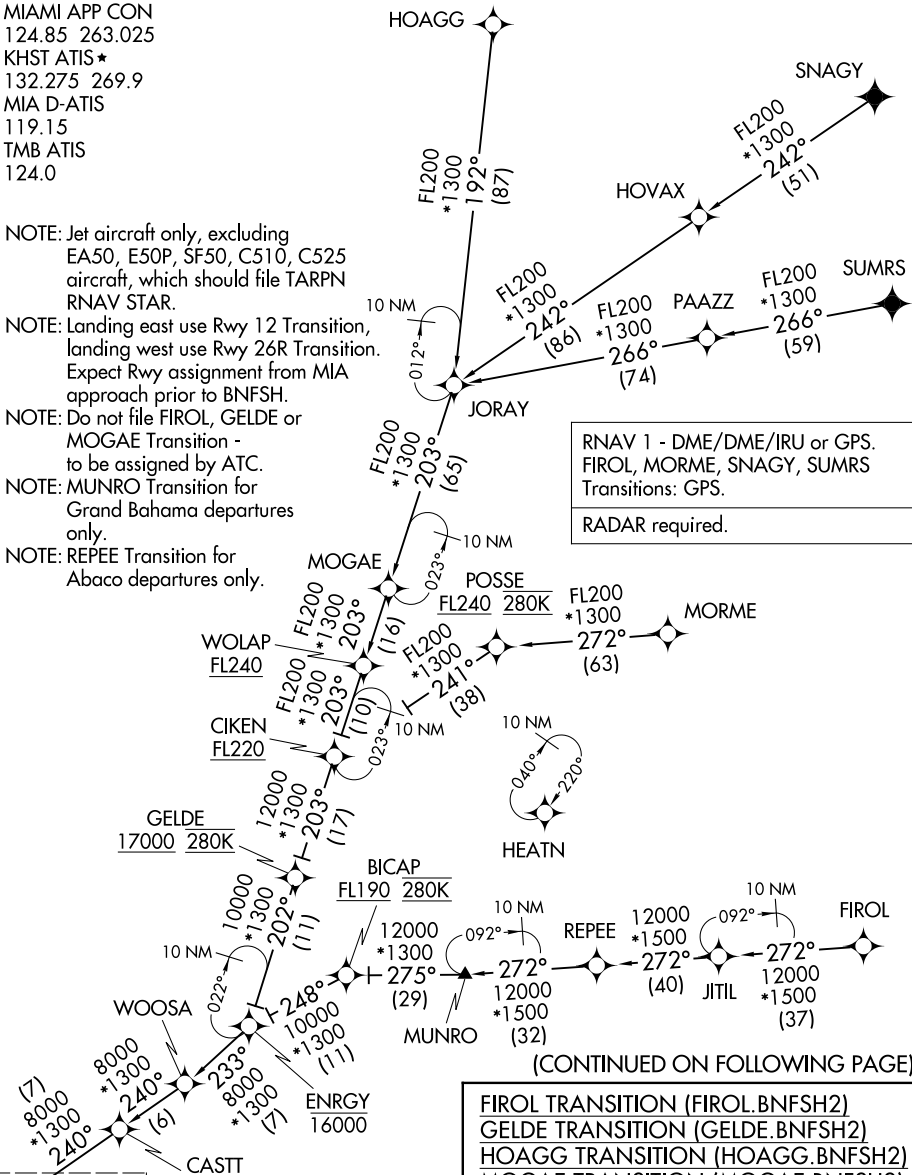 MIAMI APP CON
124.85 263.025
KHST ATIS★
132.275 269.9
MIA D-ATIS
119.15
TMB ATIS
124.0
HOAGG
SNAGY
FL200
*1300
242°
(51)
FL200
*1300
192°
(87)
HOVAX
NOTE: Jet aircraft only, excluding
EA50, E50P, SF50, C510, C525
aircraft, which should file TARPN
RNAV STAR.
NOTE: Landing east use Rwy 12 Transition,
landing west use Rwy 26R Transition.
Expect Rwy assignment from MIA
approach prior to BNFSH.
NOTE: Do not file FIROL, GELDE or
MOGAE Transition -
to be assigned by ATC.
NOTE: MUNRO Transition for
Grand Bahama departures
only.
NOTE: REPEE Transition for
Abaco departures only.
SUMRS
FL200
*1300
266°
(59)
PAAZZ
FL200
*1300
242°
(86)
FL200
*1300
266°
(74)
10 NM
012°
JORAY
FL200
*1300
203°
(65)
RNAV 1 - DME/DME/IRU or GPS.
FIROL, MORME, SNAGY, SUMRS
Transitions: GPS.
RADAR required.
10 NM
023°
MOGAE
POSSE
FL240 280K
FL200
*1300
272°
(63)
MORME
FL200
*1300
203°
(16)
WOLAP
FL240
FL200
*1300
241°
(38)
FL200
*1300
203°
(10)
10 NM
023°
CIKEN
FL220
10 NM
040°
220°
HEATN
12000
*1300
203°
(17)
GELDE
17000 280K
BICAP
FL190 280K
10000
*1300
202°
(11)
10 NM
022°
12000
*1300
275°
(29)
092°
10 NM
272°
12000
*1500
(32)
MUNRO
REPEE
12000
*1500
272°
(40)
092°
10 NM
JITIL
272°
12000
*1500
(37)
FIROL
248°
10000
*1300
(11)
WOOSA
ENRGY
16000
233°
8000
*1300
(7)
8000
*1300
240°
(6)
(7)
8000
*1300
240°
CASTT
(CONTINUED ON FOLLOWING PAGE)
FIROL TRANSITION (FIROL.BNFSH2)
GELDE TRANSITION (GELDE.BNFSH2)
HOAGG TRANSITION (HOAGG.BNFSH2)
MOGAE TRANSITION (MOGAE.BNFSH2)